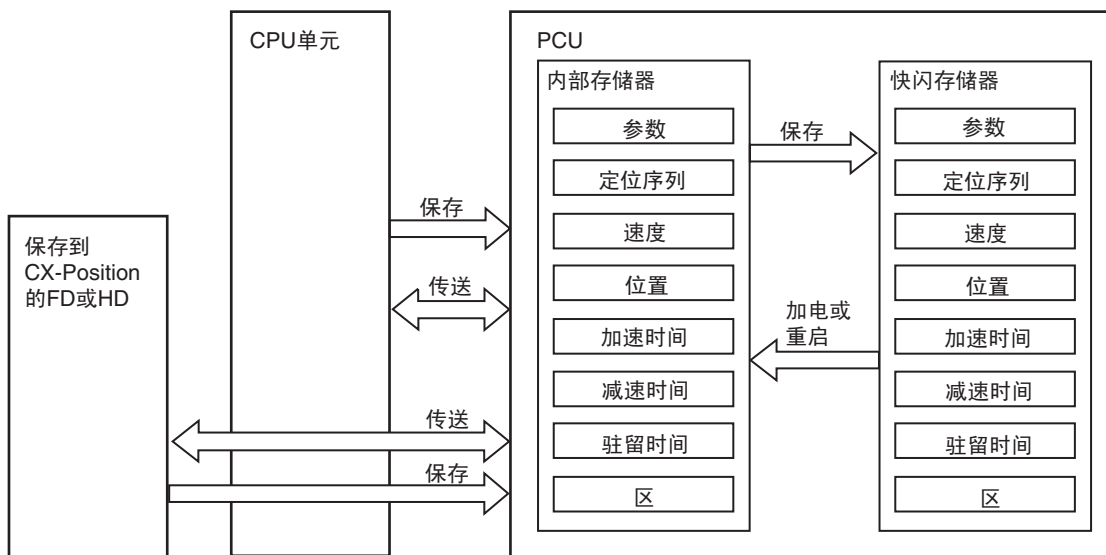 保存到
CX-Position
的FD或HD
CPU单元
保存
传送
传送
保存
PCU
内部存储器
参数
定位序列
速度
位置
加速时间
减速时间
驻留时间
区
保存
加电或
重启
快闪存储器
参数
定位序列
速度
位置
加速时间
减速时间
驻留时间
区